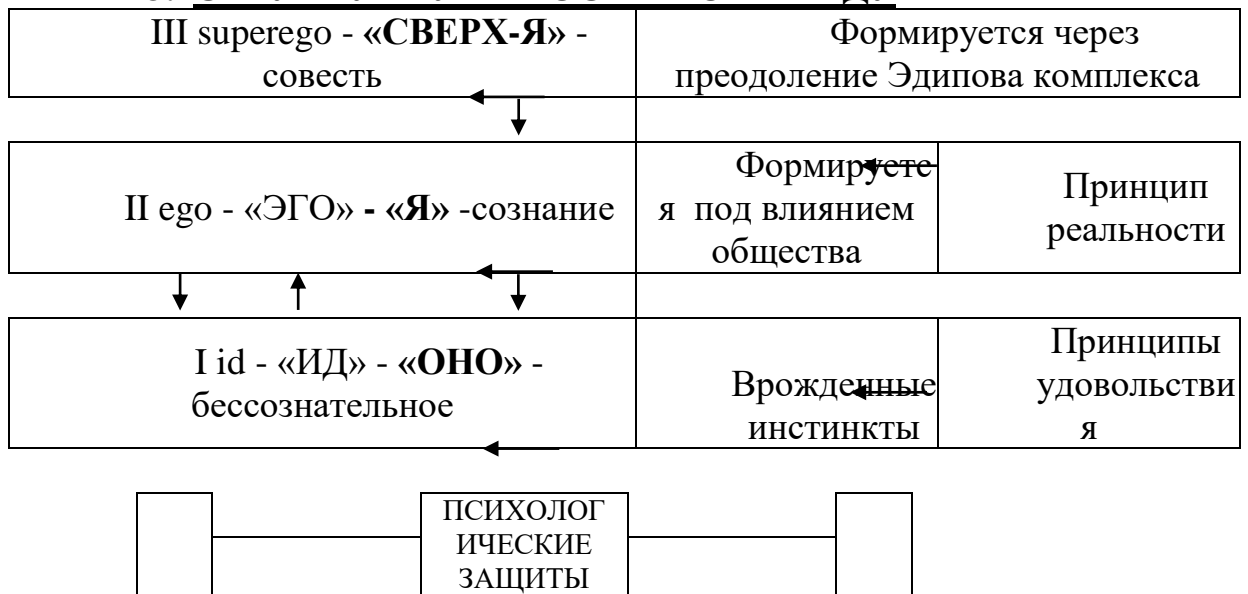 III superego - «СВЕРХ-Я» -
совесть
Формируется через
преодоление Эдипова комплекса
II ego - «ЭГО» - «Я» -сознание
Формируетс
я под влиянием
общества
Принцип
реальности
I id - «ИД» - «ОНО» -
бессознательное
Врожденные
инстинкты
Принципы
удовольстви
я
ПСИХОЛОГ
ИЧЕСКИЕ
ЗАЩИТЫ